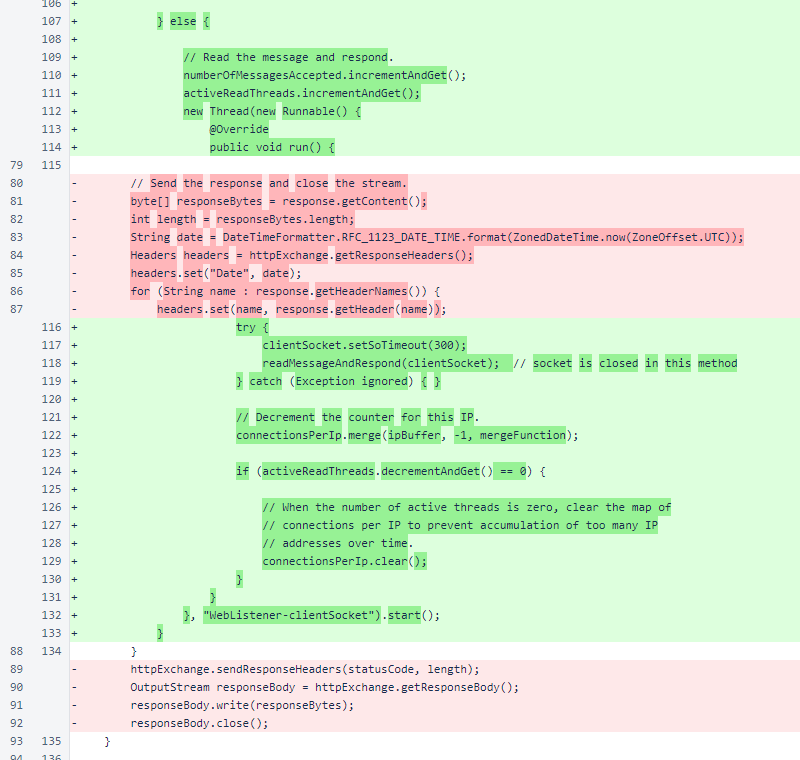 106 +
107 + } else {
108 +
109 + // Read the message and respond.
110 + numberOfMessagesAccepted.incrementAndGet();
111 + activeReadThreads.incrementAndGet();
112 + new Thread(new Runnable() {
113 + @Override
114 + public void run() {
79 115
80 - // Send the response and close the stream.
81 - byte[] responseBytes = response.getContent();
82 - int length = responseBytes.length;
83 - String date = DateTimeFormatter.RFC_1123_DATE_TIME.format(ZonedDateTime.now(ZoneOffset.UTC));
84 - Headers headers = httpExchange.getResponseHeaders();
85 - headers.set("Date", date);
86 - for (String name : response.getHeaderNames()) {
87 - headers.set(name, response.getHeader(name));
116 + try {
117 + clientSocket.setSoTimeout(300);
118 + readMessageAndRespond(clientSocket); // socket is closed in this method
119 + } catch (Exception ignored) { }
120 +
121 + // Decrement the counter for this IP.
122 + connectionsPerIp.merge(ipBuffer, -1, mergeFunction);
123 +
124 + if (activeReadThreads.decrementAndGet() == 0) {
125 +
126 + // When the number of active threads is zero, clear the map of
127 + // connections per IP to prevent accumulation of too many IP
128 + // addresses over time.
129 + connectionsPerIp.clear();
130 + }
131 + }
132 + }, "WebListener-clientSocket").start();
133 + }
88 134 }
89 - httpExchange.sendResponseHeaders(statusCode, length);
90 - OutputStream responseBody = httpExchange.getResponseBody();
91 - responseBody.write(responseBytes);
92 - responseBody.close();
93 135 }
94 136